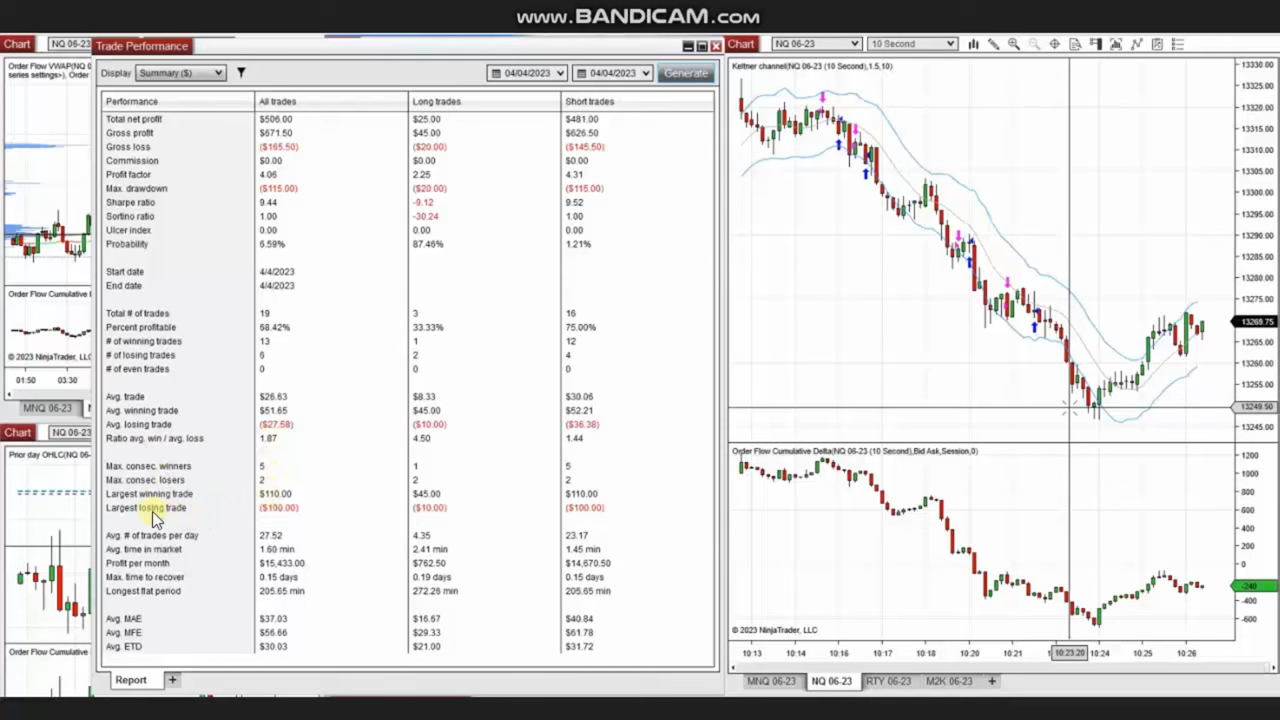 www.BANDICAM.com
Chart NQ 06-23
Order Flow VWAP(NQ 0
series settings>), Order
Order Flow Cumulative
© 2023 NinjaTrader, LLC
01:50 03:30
MNQ 06-23
Chart NQ 06-23
Prior day OHLC(NQ 06-
Order Flow Cumulative
Trade Performance
Display Summary ($) 04/04/2023 04/04/2023 Generate
Performance All trades Long trades Short trades
Total net profit $506.00 $25.00 $481.00
Gross profit $671.50 $45.00 $626.50
Gross loss ($165.50) ($20.00) ($145.50)
Commission $0.00 $0.00 $0.00
Profit factor 4.06 2.25 4.31
Max. drawdown ($115.00) ($20.00) ($115.00)
Sharpe ratio 9.44 -9.12 9.52
Sortino ratio 1.00 -30.24 1.00
Ulcer index 0.00 0.00 0.00
Probability 6.59% 87.46% 1.21%
Start date 4/4/2023
End date 4/4/2023
Total # of trades 19 3 16
Percent profitable 68.42% 33.33% 75.00%
# of winning trades 13 1 12
# of losing trades 6 2 4
# of even trades 0 0 0
Avg. trade $26.63 $8.33 $30.06
Avg. winning trade $51.65 $45.00 $52.21
Avg. losing trade ($27.58) ($10.00) ($36.38)
Ratio avg. win / avg. loss 1.87 4.50 1.44
Max. consec. winners 5 1 5
Max. consec. losers 2 2 2
Largest winning trade $110.00 $45.00 $110.00
Largest losing trade ($100.00) ($10.00) ($100.00)
Avg. # of trades per day 27.52 4.35 23.17
Avg. time in market 1.60 min 2.41 min 1.45 min
Profit per month $15,433.00 $762.50 $14,670.50
Max. time to recover 0.15 days 0.19 days 0.15 days
Longest flat period 205.65 min 272.26 min 205.65 min
Avg. MAE $37.03 $16.67 $40.84
Avg. MFE $56.66 $29.33 $61.78
Avg. ETD $30.03 $21.00 $31.72
Report +
Chart NQ 06-23 10 Second
Keltner channel(NQ 06-23 (10 Second),1.5,10)
13330.00
13320.00
13315.00
13310.00
13305.00
13300.00
13295.00
13290.00
13285.00
13280.00
13275.00
13269.75
13265.00
13260.00
13255.00
13249.50
13245.00
Order Flow Cumulative Delta(NQ 06-23 (10 Second),Bid Ask,Session,0)
1200
1000
800
600
400
200
0
-240
-400
-600
© 2023 NinjaTrader, LLC
10:13 10:14 10:16 10:17 10:18 10:20 10:21 10:23:20 10:24 10:25 10:26
MNQ 06-23 NQ 06-23 RTY 06-23 M2K 06-23 +